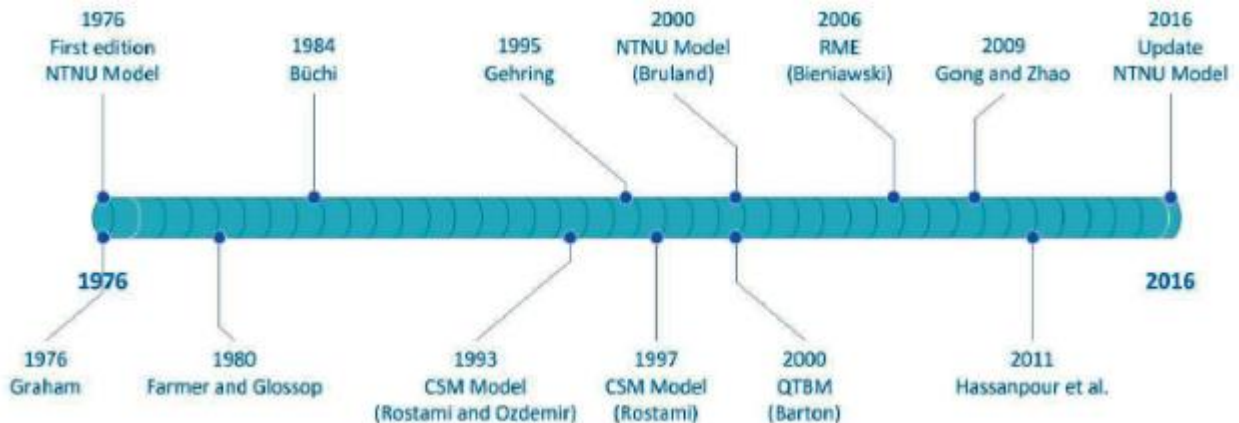 1976
First edition
NTNU Model
1984
Büchi
1995
Gehring
2000
NTNU Model
(Bruland)
2006
RME
(Bieniawski)
2009
Gong and Zhao
2016
Update
NTNU Model
1976
2016
1976
Graham
1980
Farmer and Glossop
1993
CSM Model
(Rostami and Ozdemir)
1997
CSM Model
(Rostami)
2000
QTBM
(Barton)
2011
Hassanpour et al.